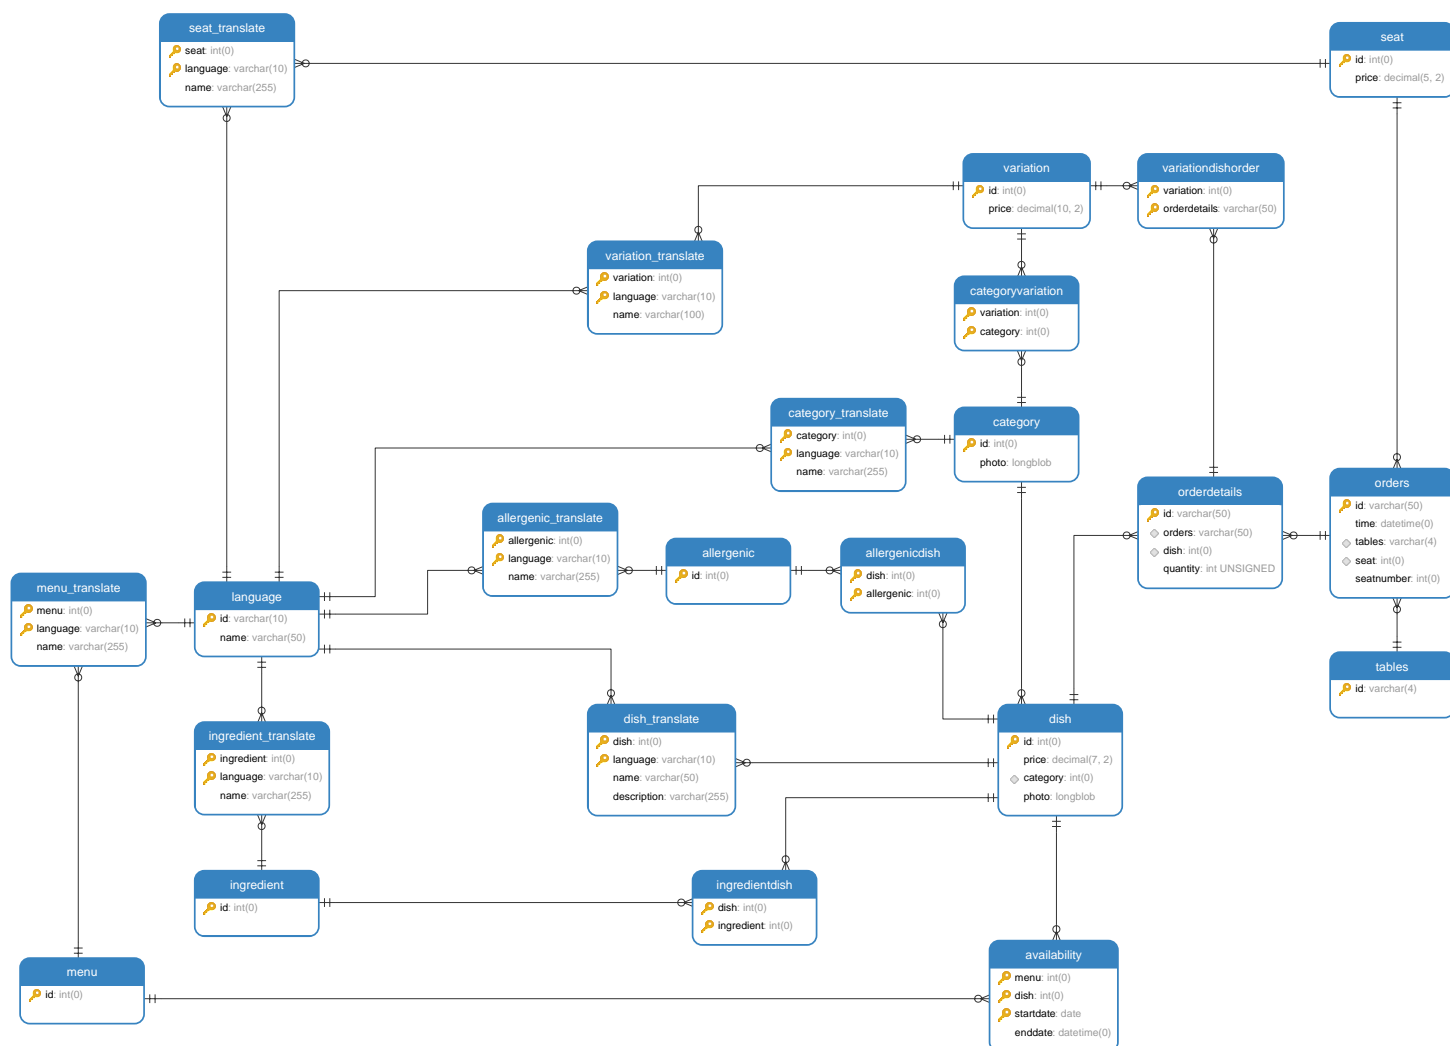 seat_translate
seat: int(0)
language: varchar(10)
name: varchar(255)
seat
id: int(0)
price: decimal(5, 2)
variation
id: int(0)
price: decimal(10, 2)
variationdishorder
variation: int(0)
orderdetails: varchar(50)
variation_translate
variation: int(0)
language: varchar(10)
name: varchar(100)
categoryvariation
variation: int(0)
category: int(0)
category_translate
category: int(0)
language: varchar(10)
name: varchar(255)
category
id: int(0)
photo: longblob
orderdetails
id: varchar(50)
orders: varchar(50)
dish: int(0)
quantity: int UNSIGNED
orders
id: varchar(50)
time: datetime(0)
tables: varchar(4)
seat: int(0)
seatnumber: int(0)
allergenic_translate
allergenic: int(0)
language: varchar(10)
name: varchar(255)
allergenic
id: int(0)
allergenicdish
dish: int(0)
allergenic: int(0)
menu_translate
menu: int(0)
language: varchar(10)
name: varchar(255)
language
id: varchar(10)
name: varchar(50)
tables
id: varchar(4)
ingredient_translate
ingredient: int(0)
language: varchar(10)
name: varchar(255)
dish_translate
dish: int(0)
language: varchar(10)
name: varchar(50)
description: varchar(255)
dish
id: int(0)
price: decimal(7, 2)
category: int(0)
photo: longblob
ingredient
id: int(0)
ingredientdish
dish: int(0)
ingredient: int(0)
menu
id: int(0)
availability
menu: int(0)
dish: int(0)
startdate: date
enddate: datetime(0)